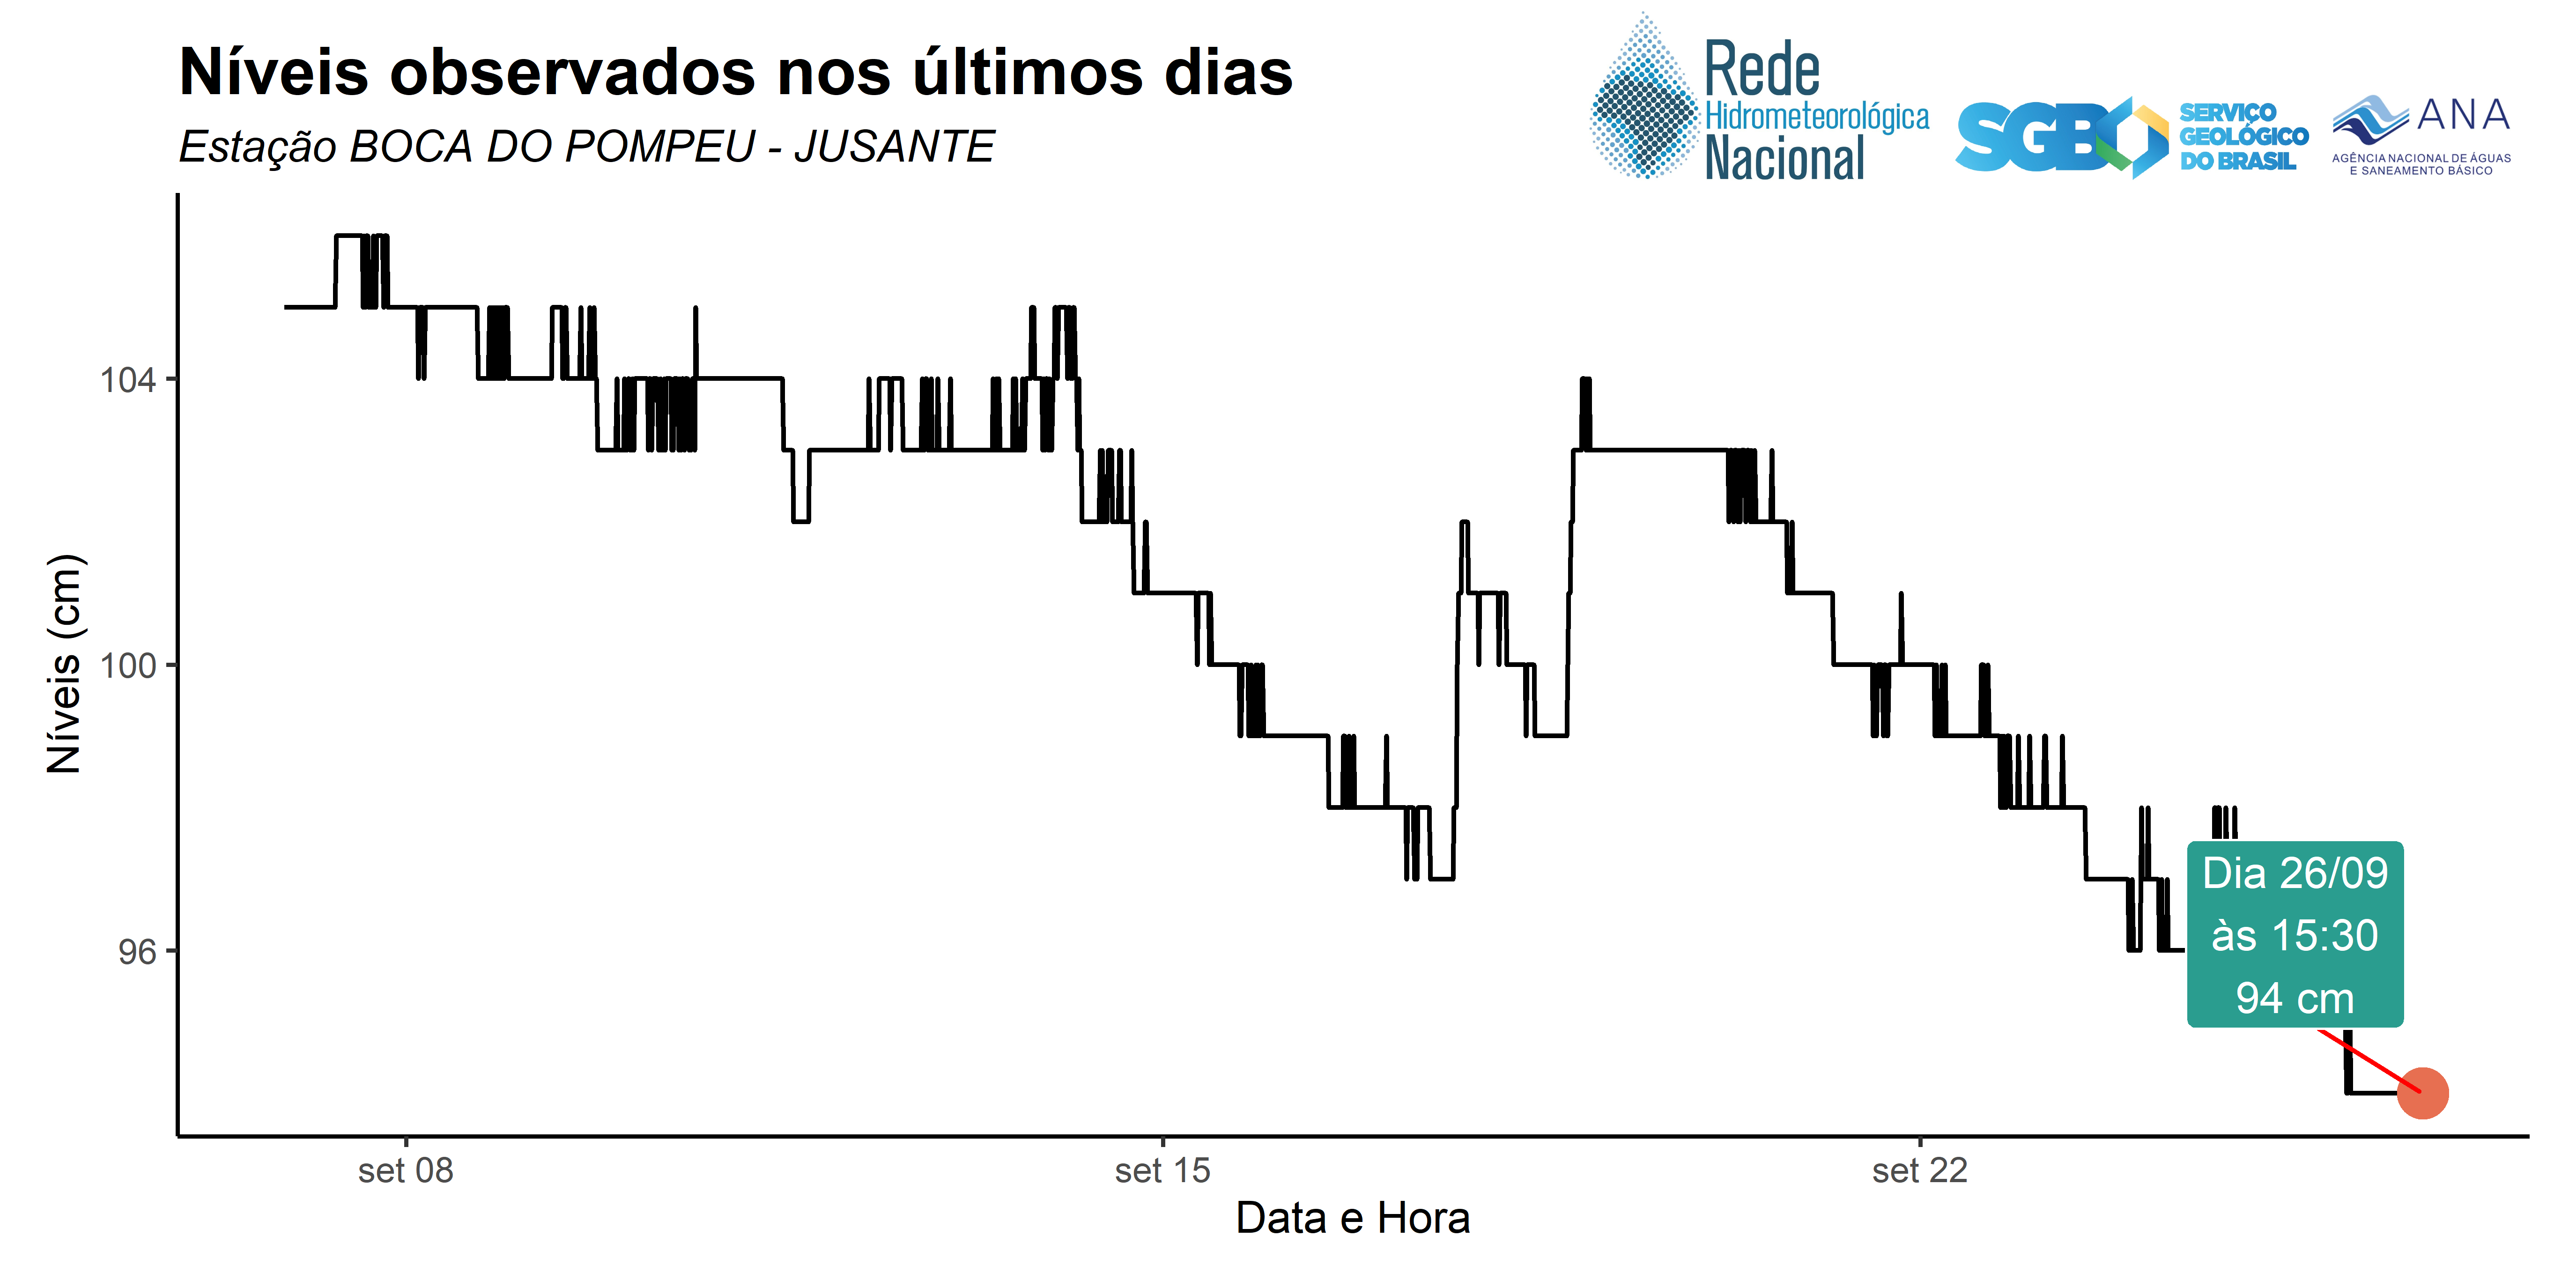 Níveis observados nos últimos dias
Estação BOCA DO POMPEU - JUSANTE
Rede
Hidrometeorológica
Nacional
SGB
SERVIÇO
GEOLÓGICO
DO BRASIL
ANA
AGÊNCIA NACIONAL DE ÁGUAS
E SANEAMENTO BÁSICO
Níveis (cm)
104
100
96
Dia 26/09
às 15:30
94 cm
set 08
set 15
set 22
Data e Hora